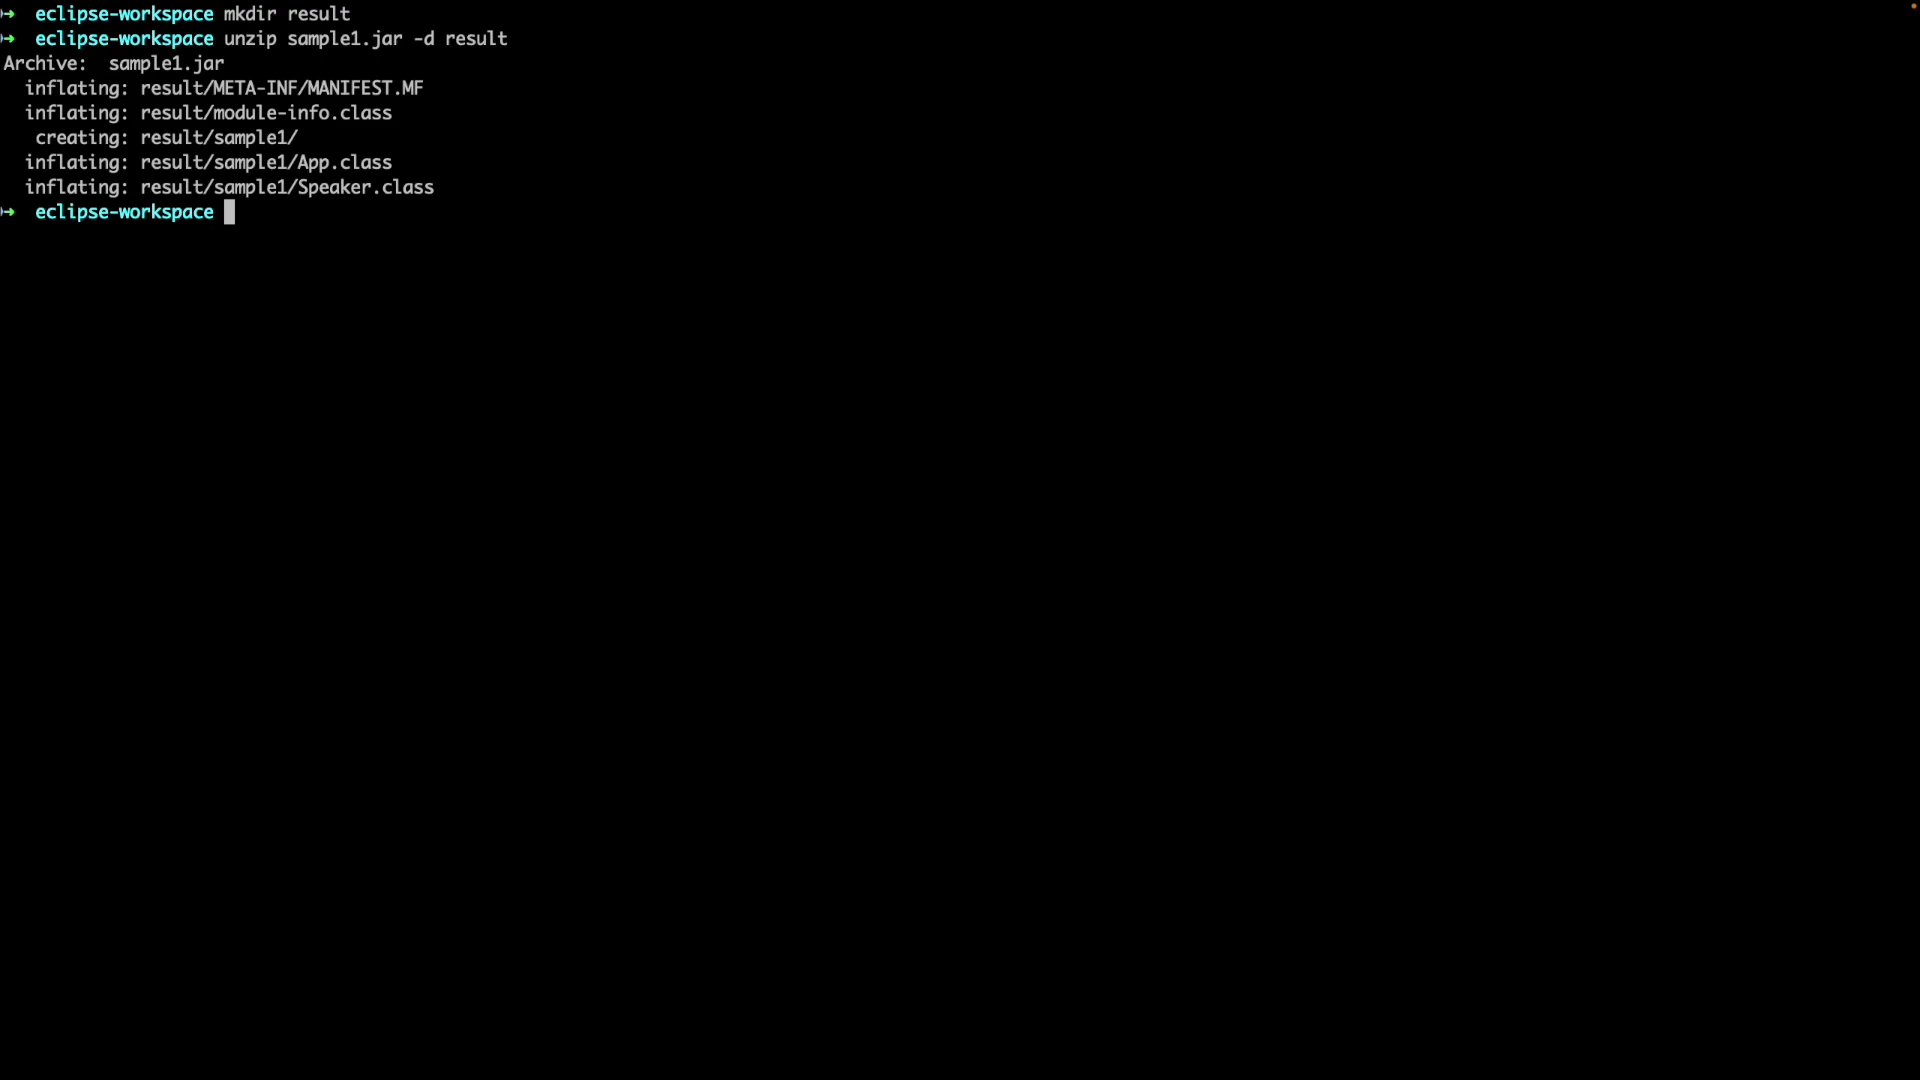 ➜ eclipse-workspace mkdir result
➜ eclipse-workspace unzip sample1.jar -d result
Archive:  sample1.jar
  inflating: result/META-INF/MANIFEST.MF
  inflating: result/module-info.class
   creating: result/sample1/
  inflating: result/sample1/App.class
  inflating: result/sample1/Speaker.class
➜ eclipse-workspace